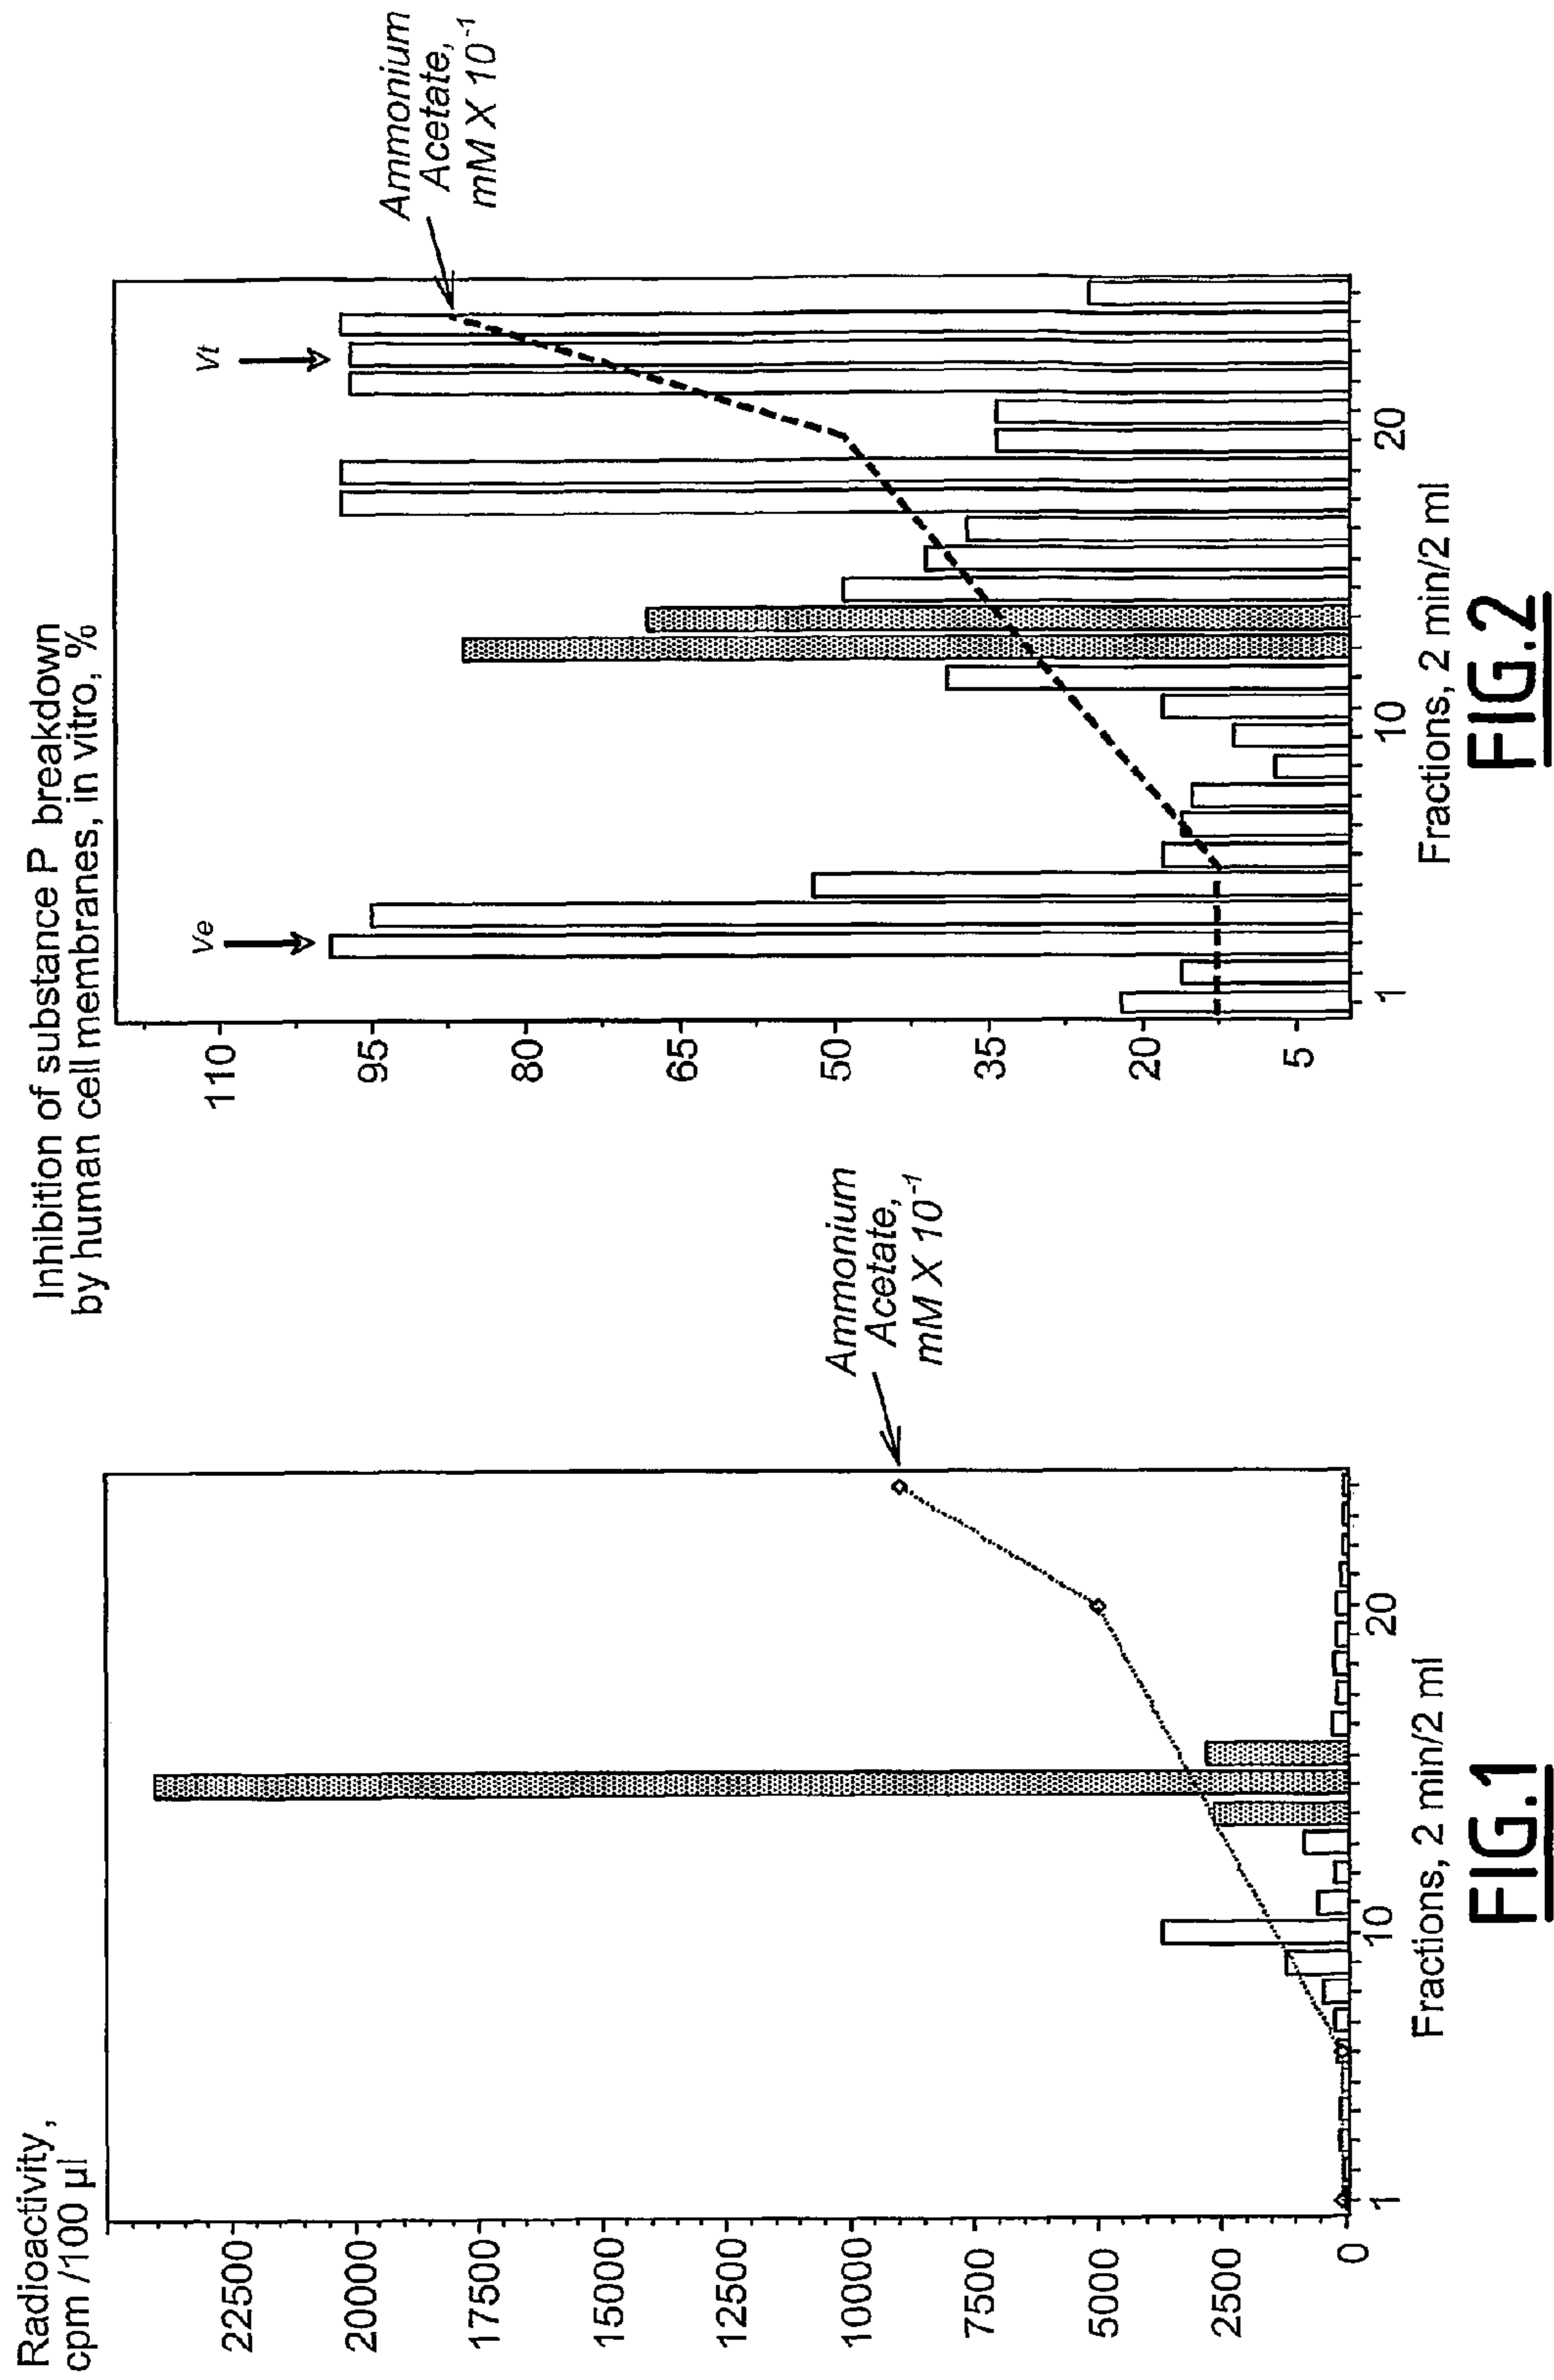 Radioactivity,
cpm /100 µl
22500
20000
17500
15000
12500
10000
7500
5000
2500
0
1
10
20
Fractions, 2 min/2 ml
Ammonium
Acetate,
mM X 10⁻¹
FIG.1
Inhibition of substance P breakdown
by human cell membranes, in vitro, %
110
95
80
65
50
35
20
5
Ve
Vt
1
10
20
Fractions, 2 min/2 ml
Ammonium
Acetate,
mM X 10⁻¹
FIG.2